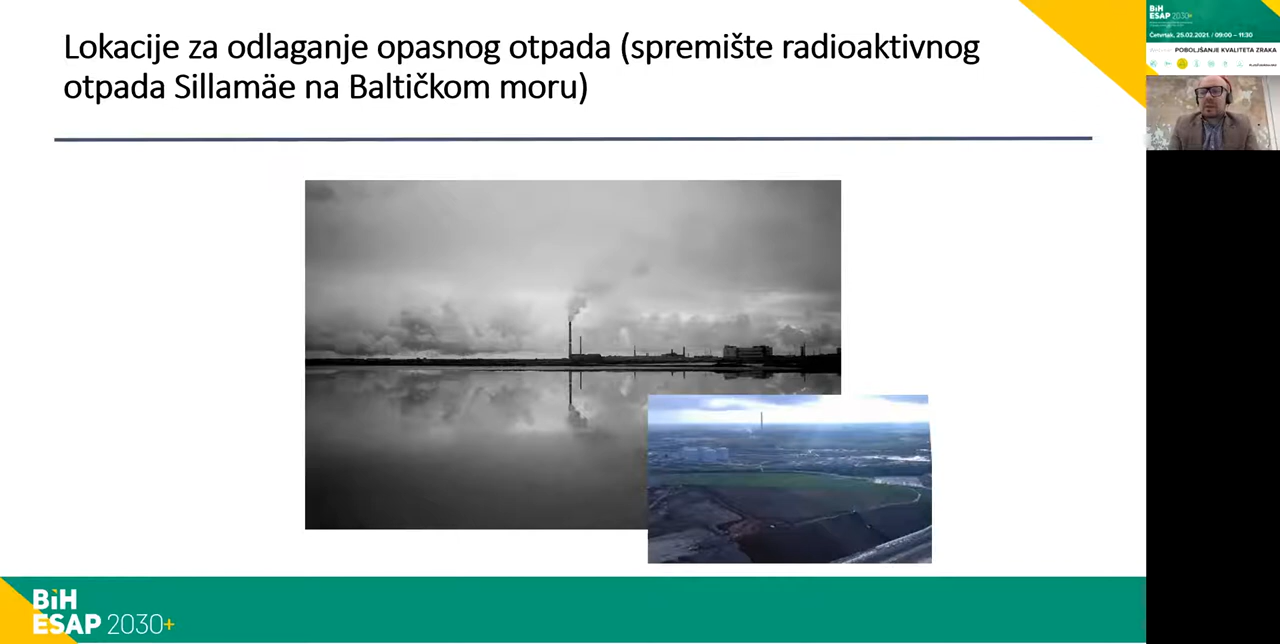 Lokacije za odlaganje opasnog otpada (spremište radioaktivnog
otpada Sillamäe na Baltičkom moru)
BiH
ESAP 2030+
BiH
ESAP 2030+
Četvrtak, 25.02.2021. / 09:00 – 11:30
POBOLJŠANJE KVALITETA ZRAKA